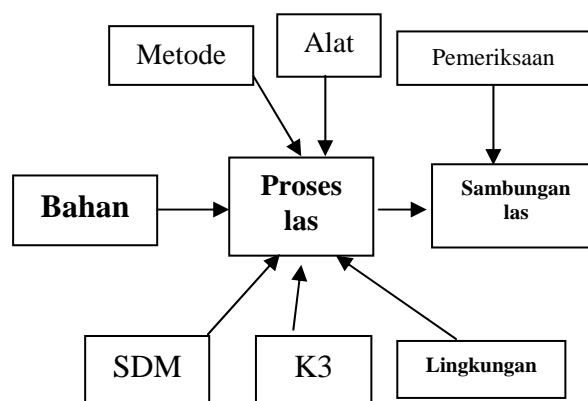 Metode
Alat
Pemeriksaan
Bahan
Proses
las
Sambungan
las
SDM
K3
Lingkungan